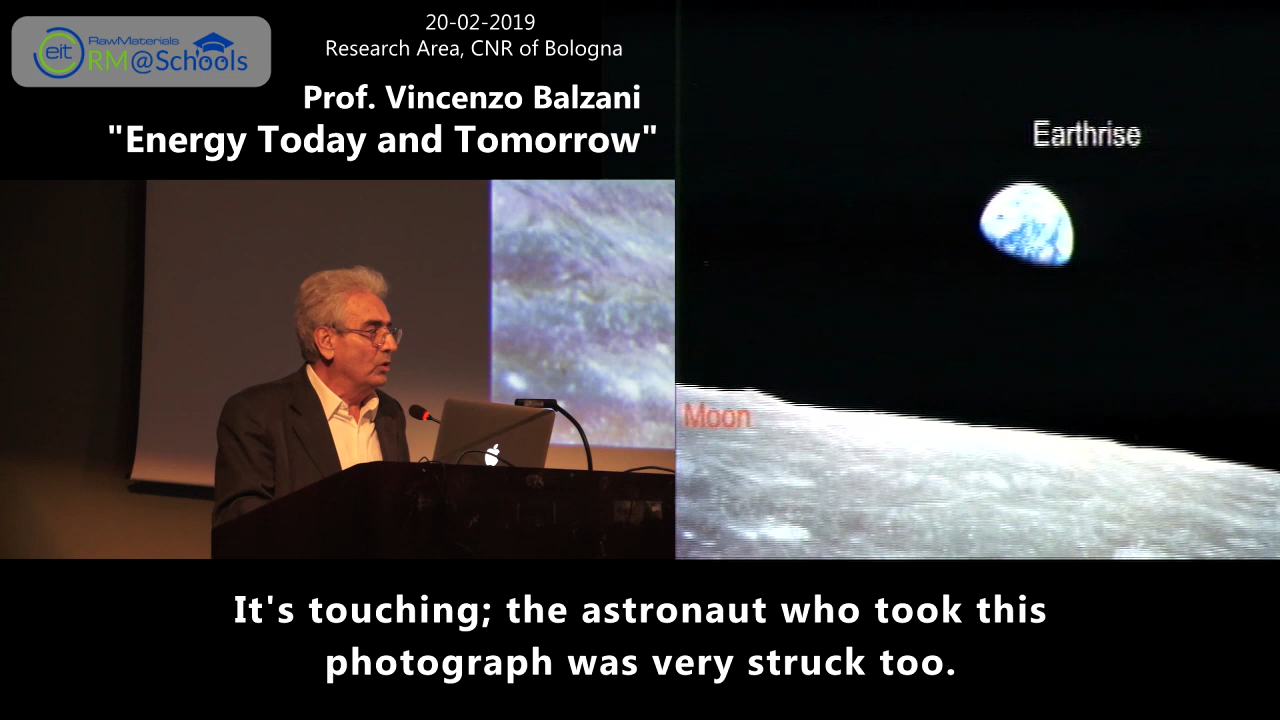 eit RawMaterials
RM@Schools
20-02-2019
Research Area, CNR of Bologna
Prof. Vincenzo Balzani
"Energy Today and Tomorrow"
Earthrise
Moon
It's touching; the astronaut who took this
photograph was very struck too.